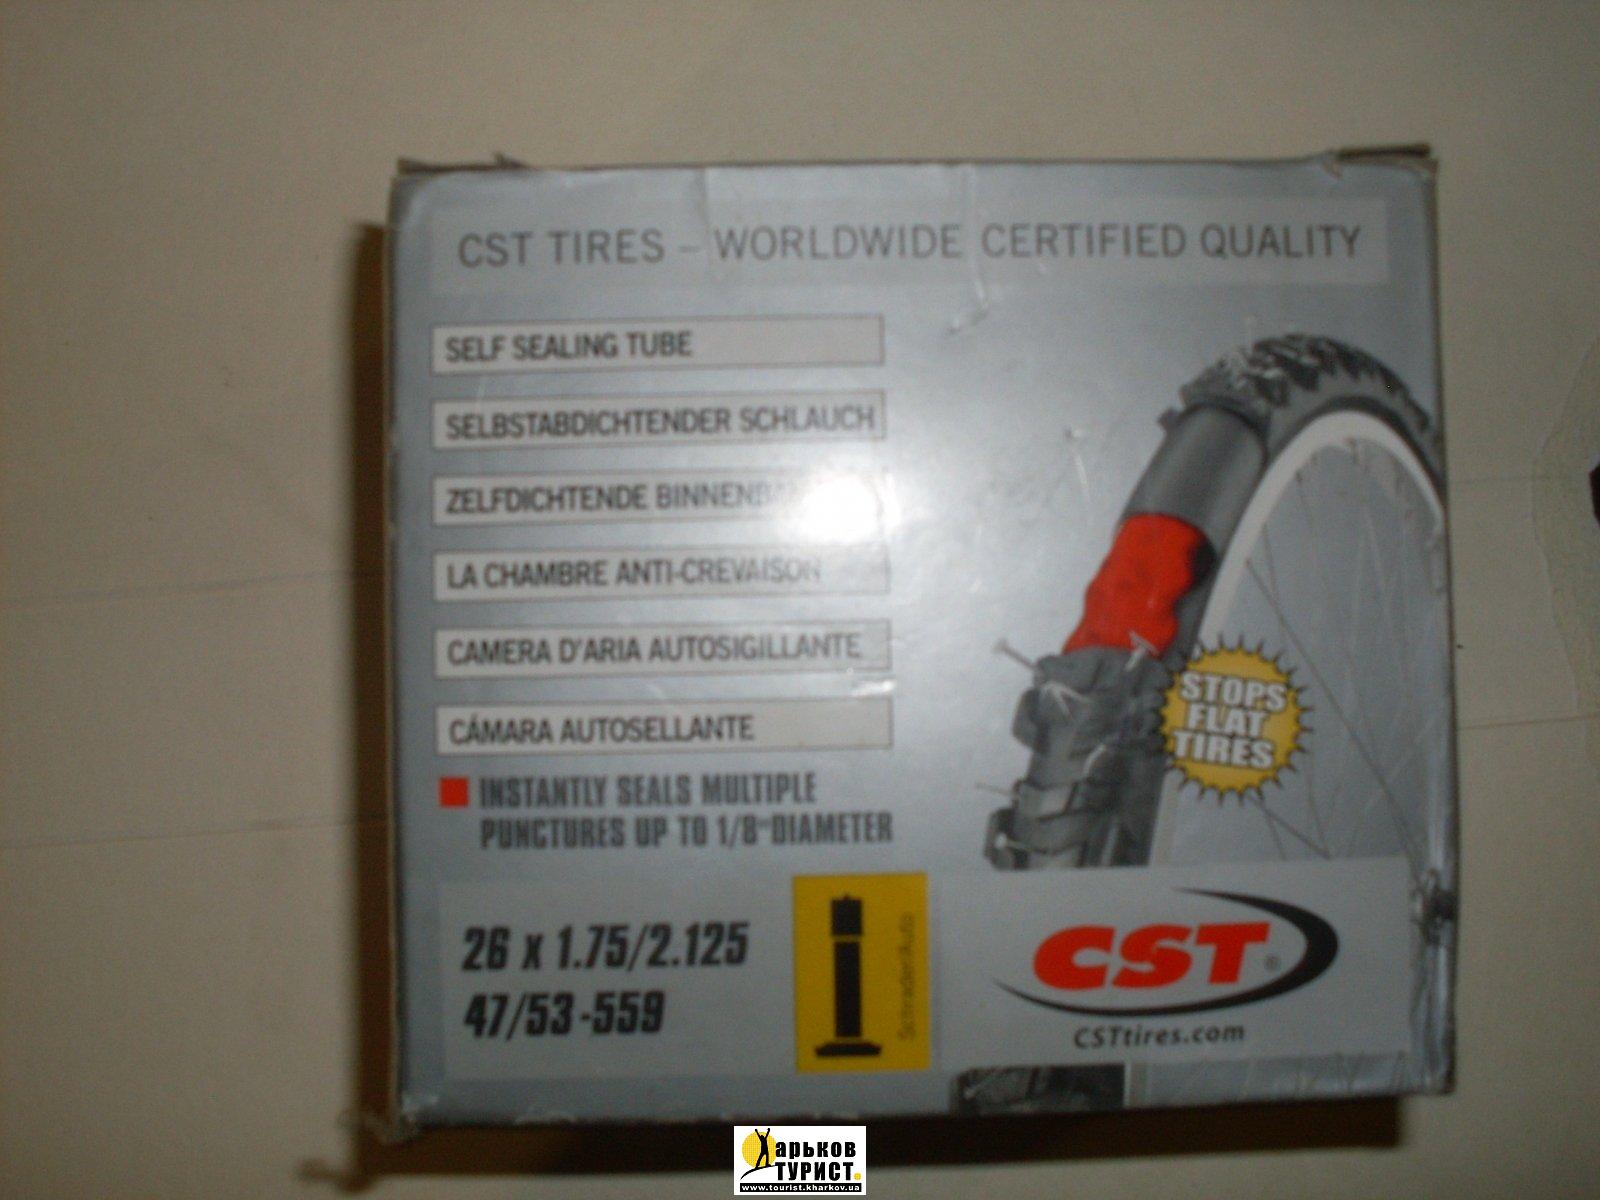 CST TIRES – WORLDWIDE CERTIFIED QUALITY
SELF SEALING TUBE
SELBSTABDICHTENDER SCHLAUCH
ZELFDICHTENDE
LA CHAMBRE ANTI-CREVAISON
CAMERA D'ARIA AUTOSIGILLANTE
CÁMARA AUTOSELLANTE
INSTANTLY SEALS MULTIPLE
PUNCTURES UP TO 1/8" DIAMETER
STOPS
FLAT
TIRES
26 x 1.75/2.125
47/53-559
Schrader/Auto
CST®
CSTtires.com
Харьков
ТУРИСТ.
www.tourist.kharkov.ua